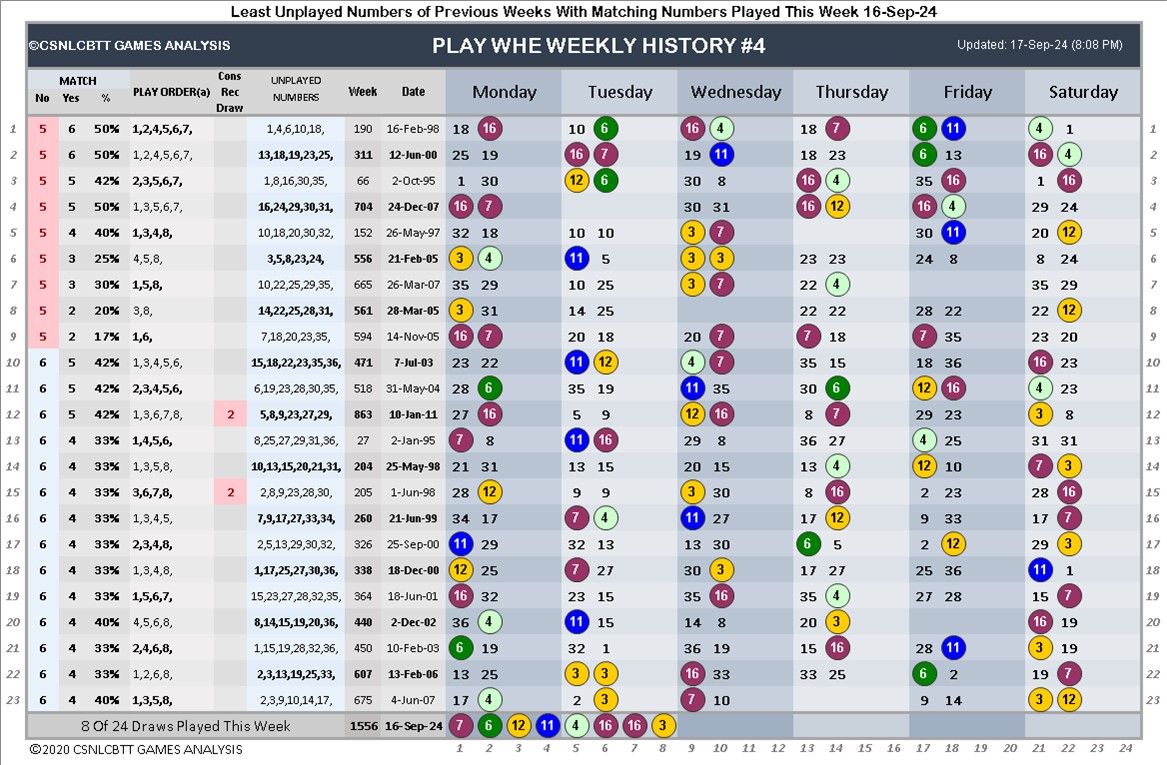 Least Unplayed Numbers of Previous Weeks With Matching Numbers Played This Week 16-Sep-24
©CSNLCBTT GAMES ANALYSIS PLAY WHE WEEKLY HISTORY #4 Updated: 17-Sep-24 (8:08 PM)
MATCH No Yes % PLAY ORDER(a) Cons Rec Draw UNPLAYED NUMBERS Week Date Monday Tuesday Wednesday Thursday Friday Saturday
1 5 6 50% 1,2,4,5,6,7, 1,4,6,10,18, 190 16-Feb-98 18 16 10 6 16 4 18 7 6 11 4 1 1
2 5 6 50% 1,2,4,5,6,7, 13,18,19,23,25, 311 12-Jun-00 25 19 16 7 19 11 18 23 6 13 16 4 2
3 5 5 42% 2,3,5,6,7, 1,8,16,30,35, 66 2-Oct-95 1 30 12 6 30 8 16 4 35 16 1 16 3
4 5 5 50% 1,3,5,6,7, 16,24,29,30,31, 704 24-Dec-07 16 7 30 31 16 12 16 4 29 24 4
5 5 4 40% 1,3,4,8, 10,18,20,30,32, 152 26-May-97 32 18 10 10 3 7 30 11 20 12 5
6 5 3 25% 4,5,8, 3,5,8,23,24, 556 21-Feb-05 3 4 11 5 3 3 23 23 24 8 8 24 6
7 5 3 30% 1,5,8, 10,22,25,29,35, 665 26-Mar-07 35 29 10 25 3 7 22 4 35 29 7
8 5 2 20% 3,8, 14,22,25,28,31, 561 28-Mar-05 3 31 14 25 22 22 28 22 22 12 8
9 5 2 17% 1,6, 7,18,20,23,35, 594 14-Nov-05 16 7 20 18 20 7 7 18 7 35 23 20 9
10 6 5 42% 1,3,4,5,6, 15,18,22,23,35,36, 471 7-Jul-03 23 22 11 12 4 7 35 15 18 36 16 23 10
11 6 5 42% 2,3,4,5,6, 6,19,23,28,30,35, 518 31-May-04 28 6 35 19 11 35 30 6 12 16 4 23 11
12 6 5 42% 1,3,6,7,8, 2 5,8,9,23,27,29, 863 10-Jan-11 27 16 5 9 12 16 8 7 29 23 3 8 12
13 6 4 33% 1,4,5,6, 8,25,27,29,31,36, 27 2-Jan-95 7 8 11 16 29 8 36 27 4 25 31 31 13
14 6 4 33% 1,3,5,8, 10,13,15,20,21,31, 204 25-May-98 21 31 13 15 20 15 13 4 12 10 7 3 14
15 6 4 33% 3,6,7,8, 2 2,8,9,23,28,30, 205 1-Jun-98 28 12 9 9 3 30 8 16 2 23 28 16 15
16 6 4 33% 1,3,4,5, 7,9,17,27,33,34, 260 21-Jun-99 34 17 7 4 11 27 17 12 9 33 17 7 16
17 6 4 33% 2,3,4,8, 2,5,13,29,30,32, 326 25-Sep-00 11 29 32 13 13 30 6 5 2 12 29 3 17
18 6 4 33% 1,3,4,8, 1,17,25,27,30,36, 338 18-Dec-00 12 25 7 27 30 3 17 27 25 36 11 1 18
19 6 4 33% 1,5,6,7, 15,23,27,28,32,35, 364 18-Jun-01 16 32 23 15 35 16 35 4 27 28 15 7 19
20 6 4 40% 4,5,6,8, 8,14,15,19,20,36, 440 2-Dec-02 36 4 11 15 14 8 20 3 16 19 20
21 6 4 33% 2,4,6,8, 1,15,19,28,32,36, 450 10-Feb-03 6 19 32 1 36 19 15 16 28 11 3 19 21
22 6 4 33% 1,2,6,8, 2,3,13,19,25,33, 607 13-Feb-06 13 25 3 3 16 33 33 25 6 2 19 7 22
23 6 4 40% 1,3,5,8, 2,3,9,10,14,17, 675 4-Jun-07 17 4 2 3 7 10 9 14 3 12 23
8 Of 24 Draws Played This Week 1556 16-Sep-24 7 6 12 11 4 16 16 3
©2020 CSNLCBTT GAMES ANALYSIS 1 2 3 4 5 6 7 8 9 10 11 12 13 14 15 16 17 18 19 20 21 22 23 24